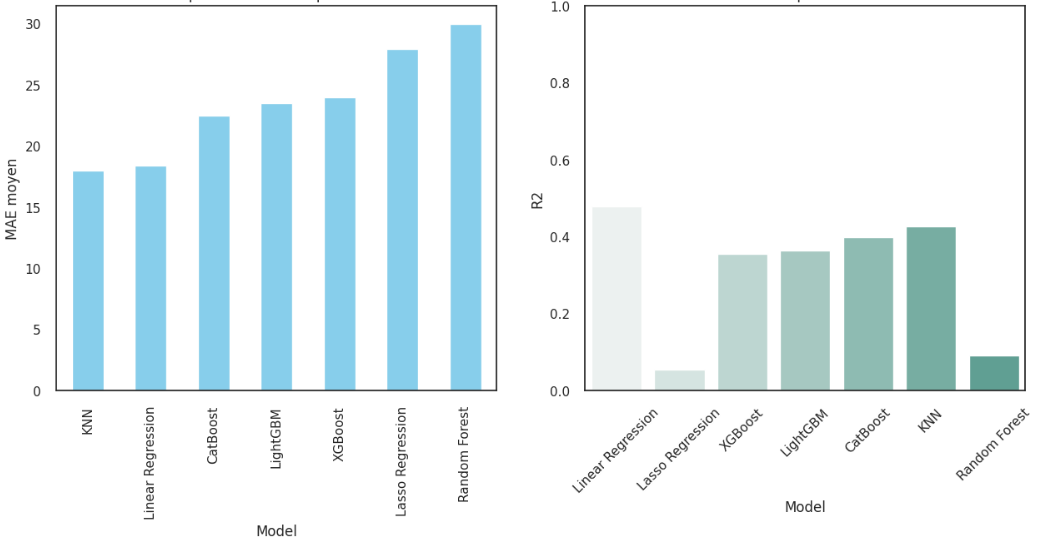 30
25
20
15
10
5
0
MAE moyen
KNN
Linear Regression
CatBoost
LightGBM
XGBoost
Lasso Regression
Random Forest
Model
1.0
0.8
0.6
0.4
0.2
0.0
R2
Linear Regression
Lasso Regression
XGBoost
LightGBM
CatBoost
KNN
Random Forest
Model